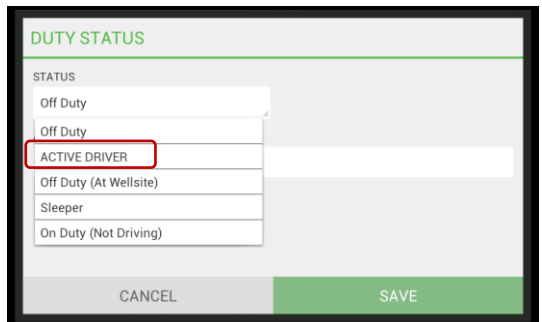 DUTY STATUS
STATUS
Off Duty
Off Duty
ACTIVE DRIVER
Off Duty (At Wellsite)
Sleeper
On Duty (Not Driving)
CANCEL
SAVE